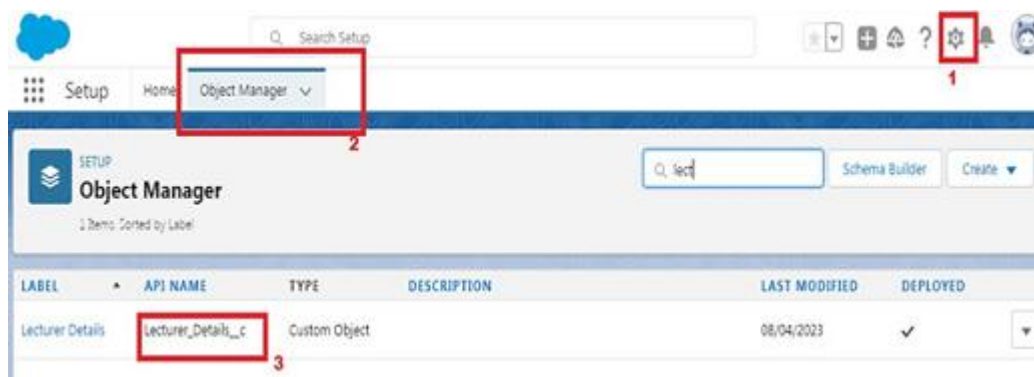 Search Setup
1
Setup Home Object Manager
2
SETUP
Object Manager
1 Items, Sorted by Label
lect
Schema Builder
Create
LABEL API NAME TYPE DESCRIPTION LAST MODIFIED DEPLOYED
Lecturer Details Lecturer_Details__c Custom Object 08/04/2023
3